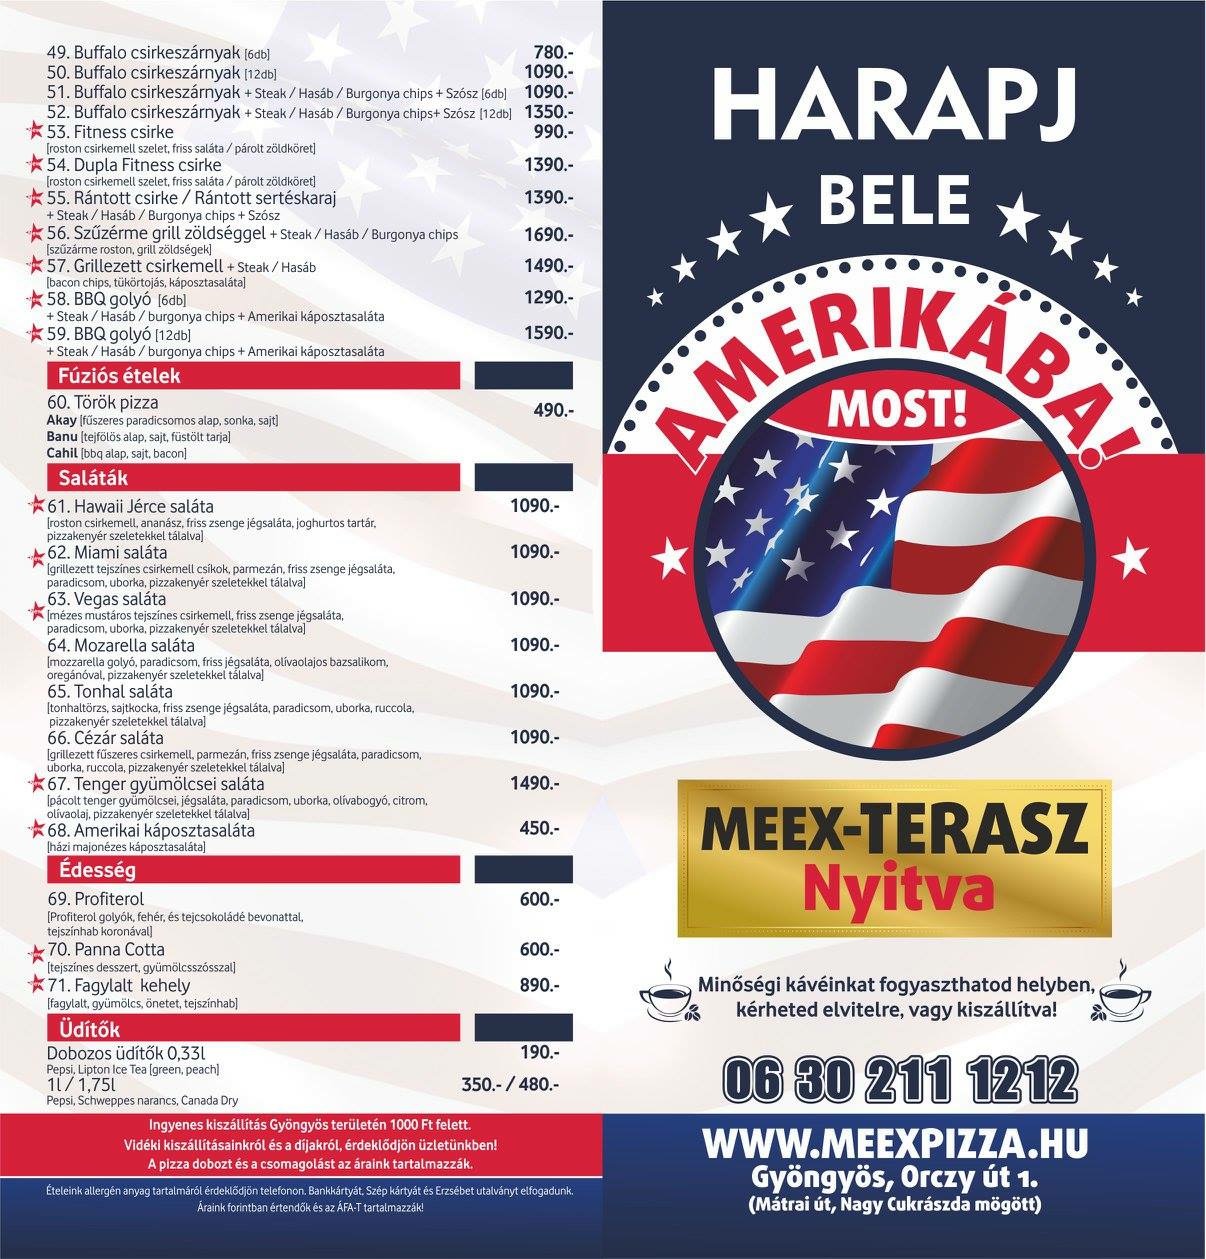 49. Buffalo csirkeszárnyak [6db] 780.-
50. Buffalo csirkeszárnyak [12db] 1090.-
51. Buffalo csirkeszárnyak + Steak / Hasáb / Burgonya chips + Szósz [6db] 1090.-
52. Buffalo csirkeszárnyak + Steak / Hasáb / Burgonya chips+ Szósz [12db] 1350.-
53. Fitness csirke 990.-
[roston csirkemell szelet, friss saláta / párolt zöldköret]
54. Dupla Fitness csirke 1390.-
[roston csirkemell szelet, friss saláta / párolt zöldköret]
55. Rántott csirke / Rántott sertéskaraj 1390.-
+ Steak / Hasáb / Burgonya chips + Szósz
56. Szűzérme grill zöldséggel + Steak / Hasáb / Burgonya chips 1690.-
[szűzárme roston, grill zöldségek]
57. Grillezett csirkemell + Steak / Hasáb 1490.-
[bacon chips, tükörtojás, káposztasaláta]
58. BBQ golyó [6db] 1290.-
+ Steak / Hasáb / burgonya chips + Amerikai káposztasaláta
59. BBQ golyó [12db] 1590.-
+ Steak / Hasáb / burgonya chips + Amerikai káposztasaláta
Fúziós ételek
60. Török pizza 490.-
Akay [fűszeres paradicsomos alap, sonka, sajt]
Banu [tejfölös alap, sajt, füstölt tarja]
Cahil [bbq alap, sajt, bacon]
Saláták
61. Hawaii Jérce saláta 1090.-
[roston csirkemell, ananász, friss zsenge jégsaláta, joghurtos tartár,
pizzakenyér szeletekkel tálalva]
62. Miami saláta 1090.-
[grillezett tejszínes csirkemell csíkok, parmezán, friss zsenge jégsaláta,
paradicsom, uborka, pizzakenyér szeletekkel tálalva]
63. Vegas saláta 1090.-
[mézes mustáros tejszínes csirkemell, friss zsenge jégsaláta,
paradicsom, uborka, pizzakenyér szeletekkel tálalva]
64. Mozarella saláta 1090.-
[mozzarella golyó, paradicsom, friss jégsaláta, olívaolajos bazsalikom,
oregánóval, pizzakenyér szeletekkel tálalva]
65. Tonhal saláta 1090.-
[tonhaltörzs, sajtkocka, friss zsenge jégsaláta, paradicsom, uborka, ruccola,
pizzakenyér szeletekkel tálalva]
66. Cézár saláta 1090.-
[grillezett fűszeres csirkemell, parmezán, friss zsenge jégsaláta, paradicsom,
uborka, ruccola, pizzakenyér szeletekkel tálalva]
67. Tenger gyümölcsei saláta 1490.-
[pácolt tenger gyümölcsei, jégsaláta, paradicsom, uborka, olívabogyó, citrom,
olívaolaj, pizzakenyér szeletekkel tálalva]
68. Amerikai káposztasaláta 450.-
[házi majonézes káposztasaláta]
Édesség
69. Profiterol 600.-
[Profiterol golyók, fehér, és tejcsokoládé bevonattal,
tejszínhab koronával]
70. Panna Cotta 600.-
[tejszínes desszert, gyümölcsszósszal]
71. Fagylalt kehely 890.-
[fagylalt, gyümölcs, önetet, tejszínhab]
Üdítők
Dobozos üdítők 0,33l 190.-
Pepsi, Lipton Ice Tea [green, peach]
1l / 1,75l 350.- / 480.-
Pepsi, Schweppes narancs, Canada Dry
Ingyenes kiszállítás Gyöngyös területén 1000 Ft felett.
Vidéki kiszállításainkról és a díjakról, érdeklődjön üzletünkben!
A pizza dobozt és a csomagolást az áraink tartalmazzák.
Ételeink allergén anyag tartalmáról érdeklődjön telefonon. Bankkártyát, Szép kártyát és Erzsébet utalványt elfogadunk.
Áraink forintban értendők és az ÁFA-T tartalmazzák!
HARAPJ
BELE
AMERIKÁBA!
MOST!
MEEX-TERASZ
Nyitva
Minőségi kávéinkat fogyaszthatod helyben,
kérheted elvitelre, vagy kiszállítva!
06 30 211 1212
WWW.MEEXPIZZA.HU
Gyöngyös, Orczy út 1.
(Mátrai út, Nagy Cukrászda mögött)